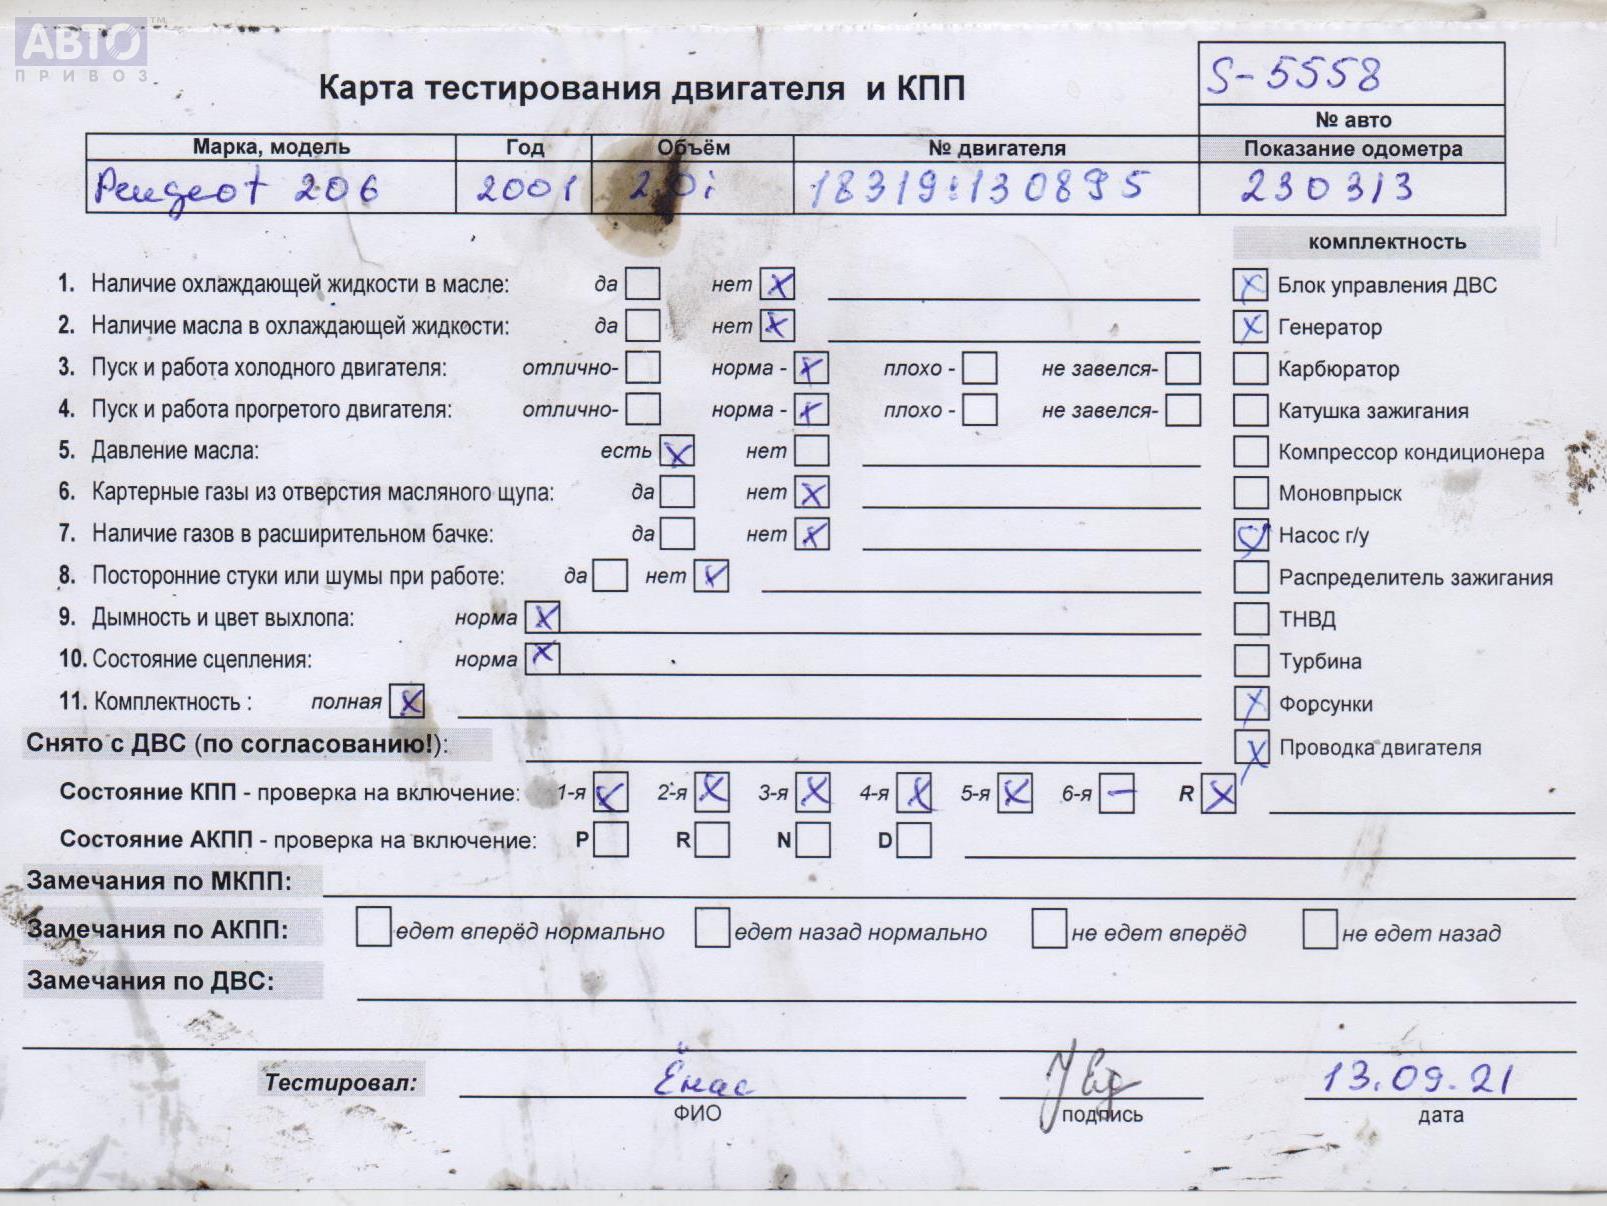 АВТО™
ПРИВОЗ
Карта тестирования двигателя и КПП
S-5558
№ авто
Марка, модель Год Объём № двигателя Показание одометра
Peugeot 206 2001 2.0i 18319:130895 230313
комплектность
1. Наличие охлаждающей жидкости в масле: да нет X
Блок управления ДВС X
2. Наличие масла в охлаждающей жидкости: да нет X
Генератор X
3. Пуск и работа холодного двигателя: отлично- норма - X плохо - не завелся-
Карбюратор
4. Пуск и работа прогретого двигателя: отлично- норма - X плохо - не завелся-
Катушка зажигания
5. Давление масла: есть X нет
Компрессор кондиционера
6. Картерные газы из отверстия масляного щупа: да нет X
Моновпрыск
7. Наличие газов в расширительном бачке: да нет X
Насос г/у
8. Посторонние стуки или шумы при работе: да нет X
Распределитель зажигания
9. Дымность и цвет выхлопа: норма X
ТНВД
10. Состояние сцепления: норма X
Турбина
11. Комплектность : полная X
Форсунки X
Снято с ДВС (по согласованию!):
Проводка двигателя X
Состояние КПП - проверка на включение: 1-я X 2-я X 3-я X 4-я X 5-я X 6-я — R X
Состояние АКПП - проверка на включение: P R N D
Замечания по МКПП:
Замечания по АКПП: едет вперёд нормально едет назад нормально не едет вперёд не едет назад
Замечания по ДВС:
Тестировал: 13.09.21
ФИО подпись дата